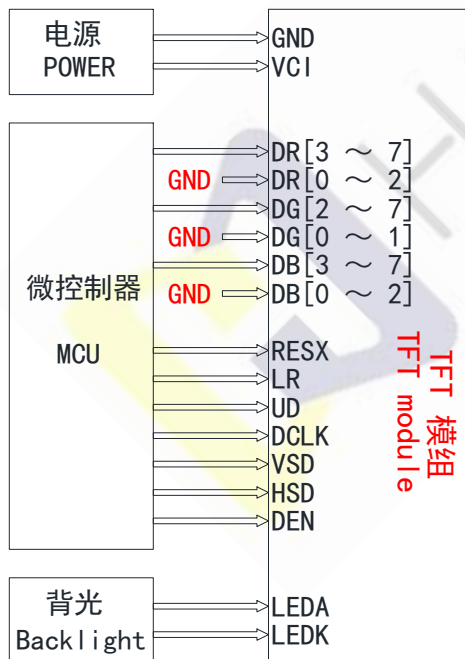 电源
POWER
GND
VCI
微控制器
MCU
DR[3 ～ 7]
GND
DR[0 ～ 2]
DG[2 ～ 7]
GND
DG[0 ～ 1]
DB[3 ～ 7]
GND
DB[0 ～ 2]
RESX
LR
UD
DCLK
VSD
HSD
DEN
TFT 模组
TFT module
背光
Backlight
LEDA
LEDK